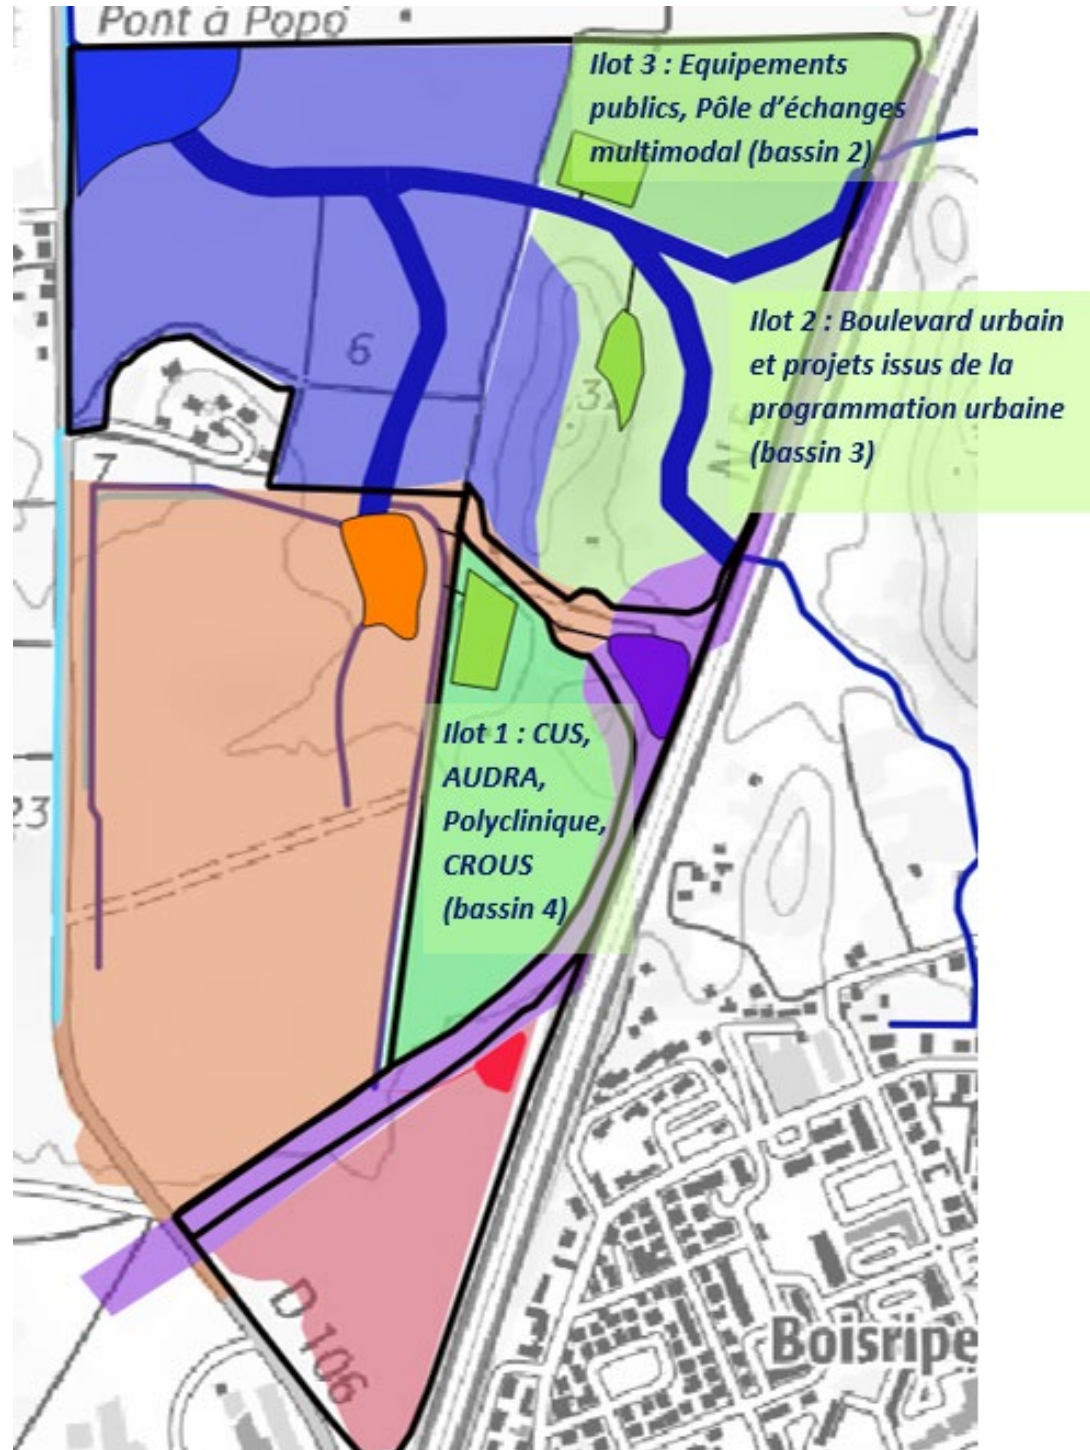 Pont à Popo
Ilot 3 : Equipements
publics, Pôle d'échanges
multimodal (bassin 2)
Ilot 2 : Boulevard urbain
et projets issus de la
programmation urbaine
(bassin 3)
6
32
7
Ilot 1 : CUS,
AUDRA,
Polyclinique,
CROUS
(bassin 4)
23
D 106
Boisripe